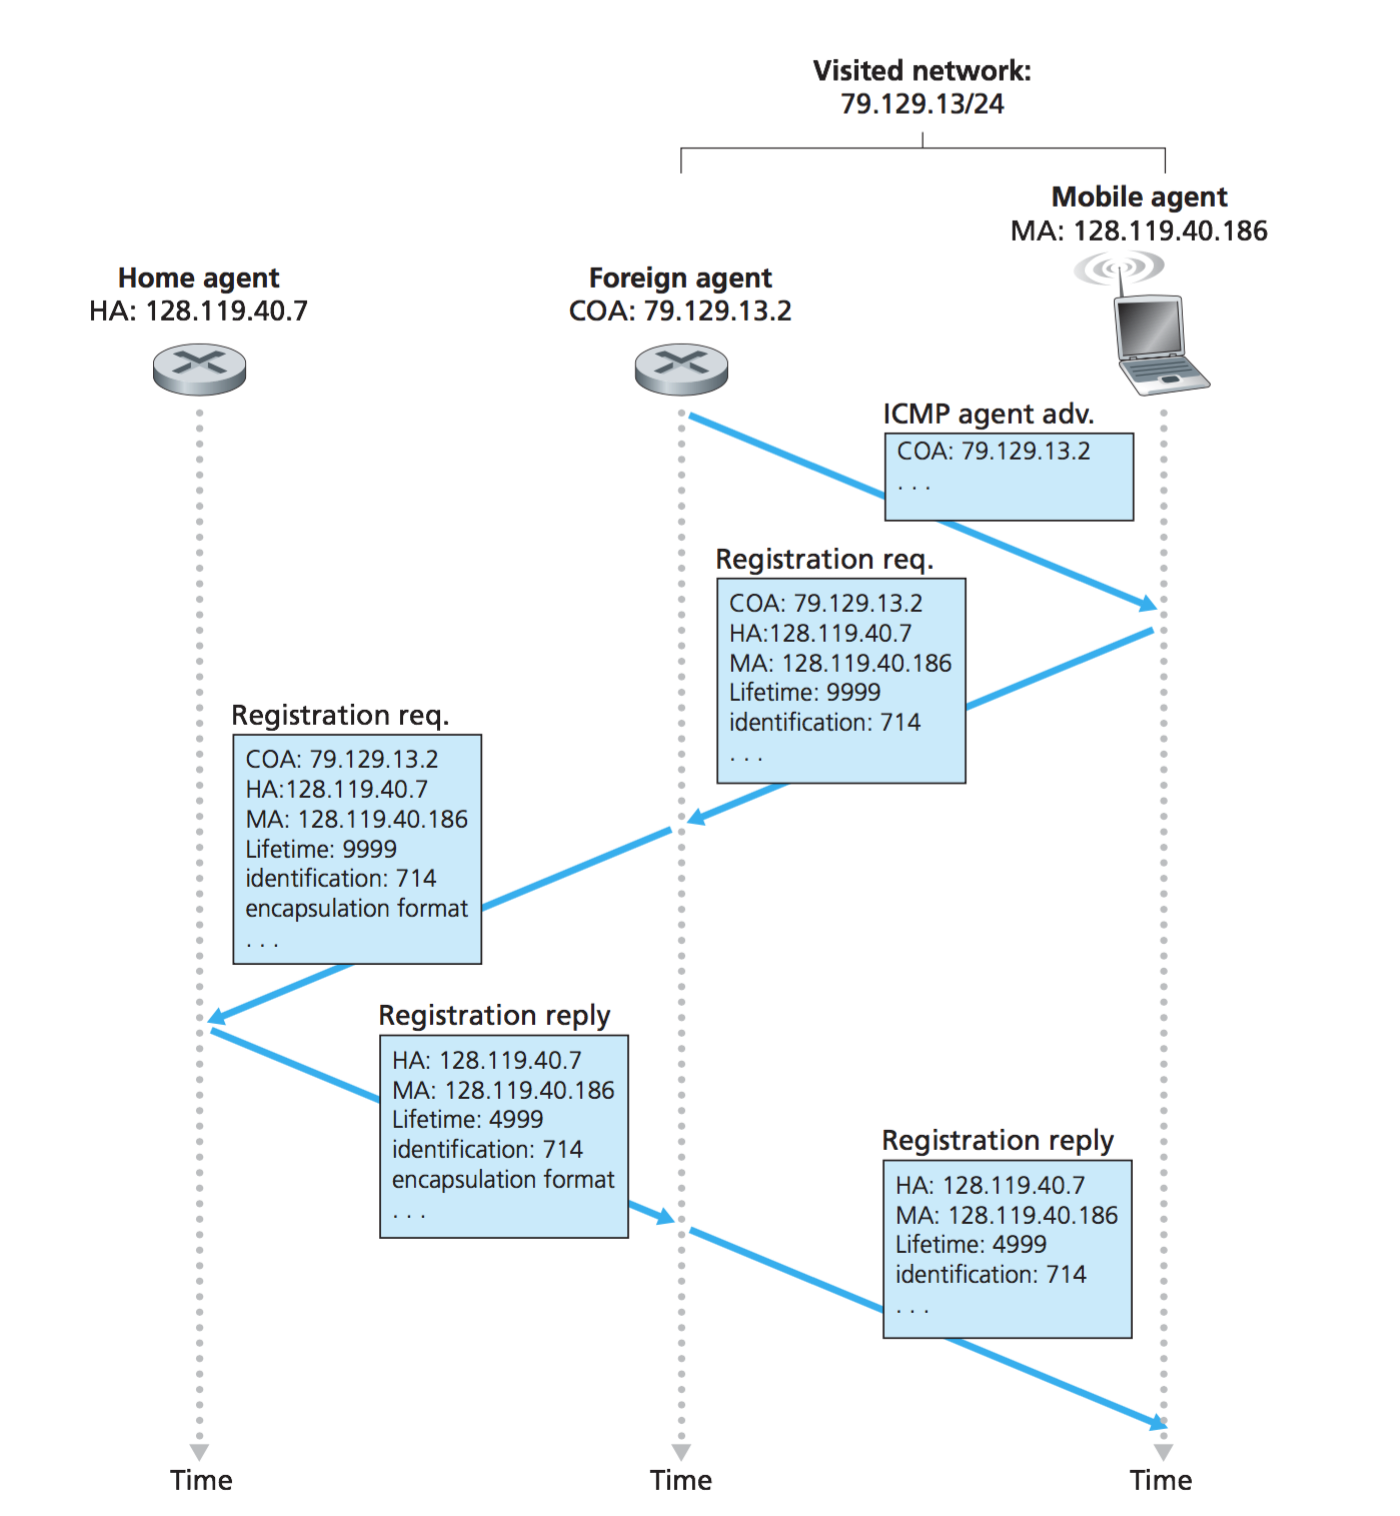 Visited network:
79.129.13/24
Mobile agent
MA: 128.119.40.186
Home agent
HA: 128.119.40.7
Foreign agent
COA: 79.129.13.2
ICMP agent adv.
COA: 79.129.13.2
. . .
Registration req.
COA: 79.129.13.2
HA:128.119.40.7
MA: 128.119.40.186
Lifetime: 9999
identification: 714
. . .
Registration req.
COA: 79.129.13.2
HA:128.119.40.7
MA: 128.119.40.186
Lifetime: 9999
identification: 714
encapsulation format
. . .
Registration reply
HA: 128.119.40.7
MA: 128.119.40.186
Lifetime: 4999
identification: 714
encapsulation format
. . .
Registration reply
HA: 128.119.40.7
MA: 128.119.40.186
Lifetime: 4999
identification: 714
. . .
Time
Time
Time